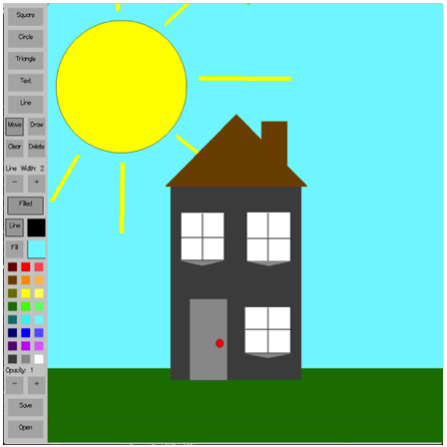 Square
Circle
Triangle
Text
Line
Move Draw
Clear Delete
Line Width: 2
- +
Filled
Line
Fill
Opacity: 1
- +
Save
Open